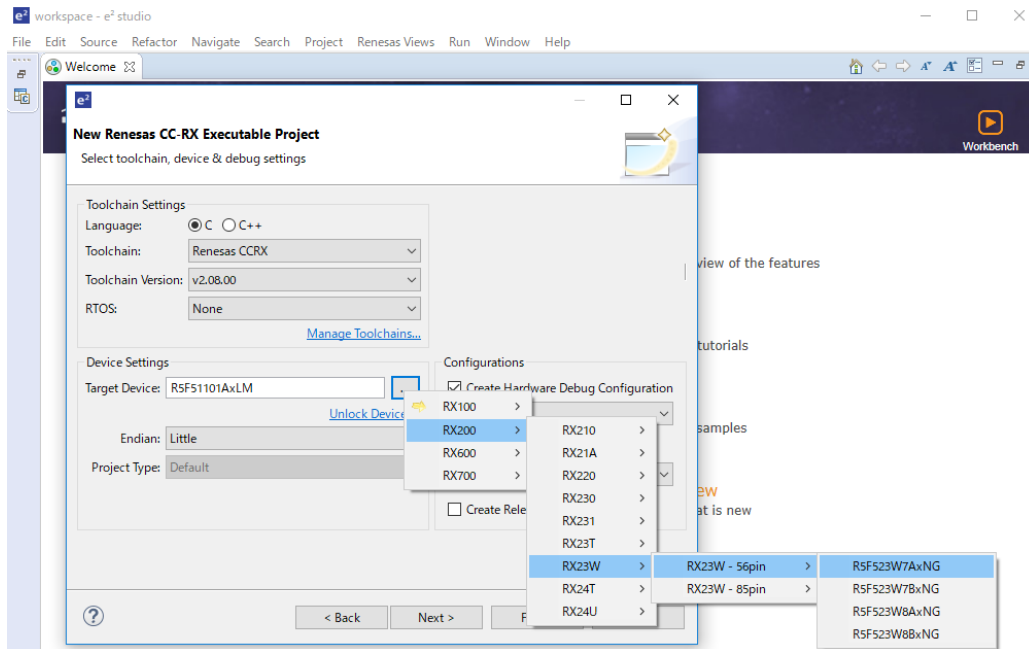 e² workspace - e² studio
File Edit Source Refactor Navigate Search Project Renesas Views Run Window Help
Welcome
Workbench
e²
New Renesas CC-RX Executable Project
Select toolchain, device & debug settings
Toolchain Settings
Language: C C++
Toolchain: Renesas CCRX
Toolchain Version: v2.08.00
RTOS: None
Manage Toolchains...
view of the features
tutorials
samples
at is new
Device Settings
Target Device: R5F51101AxLM
Unlock Device
Endian: Little
Project Type: Default
Configurations
Create Hardware Debug Configuration
RX100
RX200
RX600
RX700
RX210
RX21A
RX220
RX230
RX231
RX23T
RX23W
RX24T
RX24U
RX23W - 56pin
RX23W - 85pin
R5F523W7AxNG
R5F523W7BxNG
R5F523W8AxNG
R5F523W8BxNG
Create Rele
? < Back Next > F